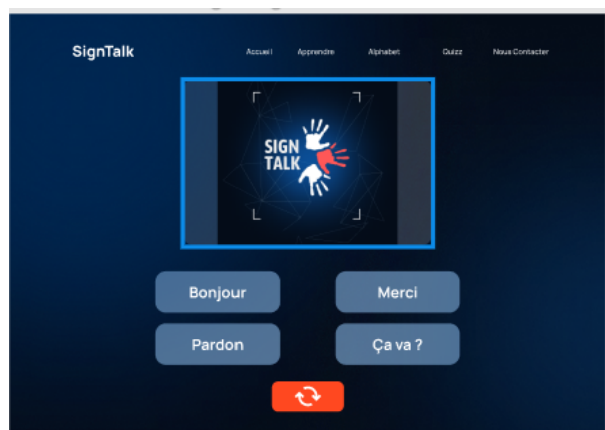 SignTalk
Accueil Apprendre Alphabet Quizz Nous Contacter
SIGN
TALK
Bonjour Merci
Pardon Ça va ?